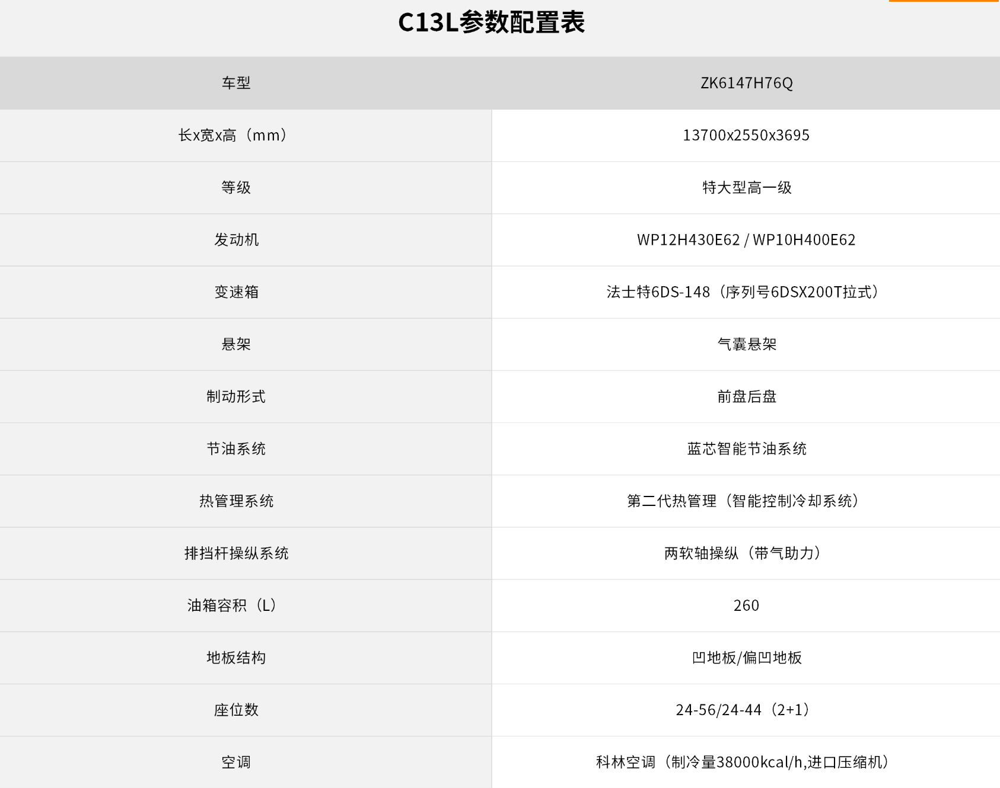 C13L参数配置表
车型 ZK6147H76Q
长x宽x高（mm） 13700x2550x3695
等级 特大型高一级
发动机 WP12H430E62 / WP10H400E62
变速箱 法士特6DS-148（序列号6DSX200T拉式）
悬架 气囊悬架
制动形式 前盘后盘
节油系统 蓝芯智能节油系统
热管理系统 第二代热管理（智能控制冷却系统）
排挡杆操纵系统 两软轴操纵（带气助力）
油箱容积（L） 260
地板结构 凹地板/偏凹地板
座位数 24-56/24-44（2+1）
空调 科林空调（制冷量38000kcal/h,进口压缩机）